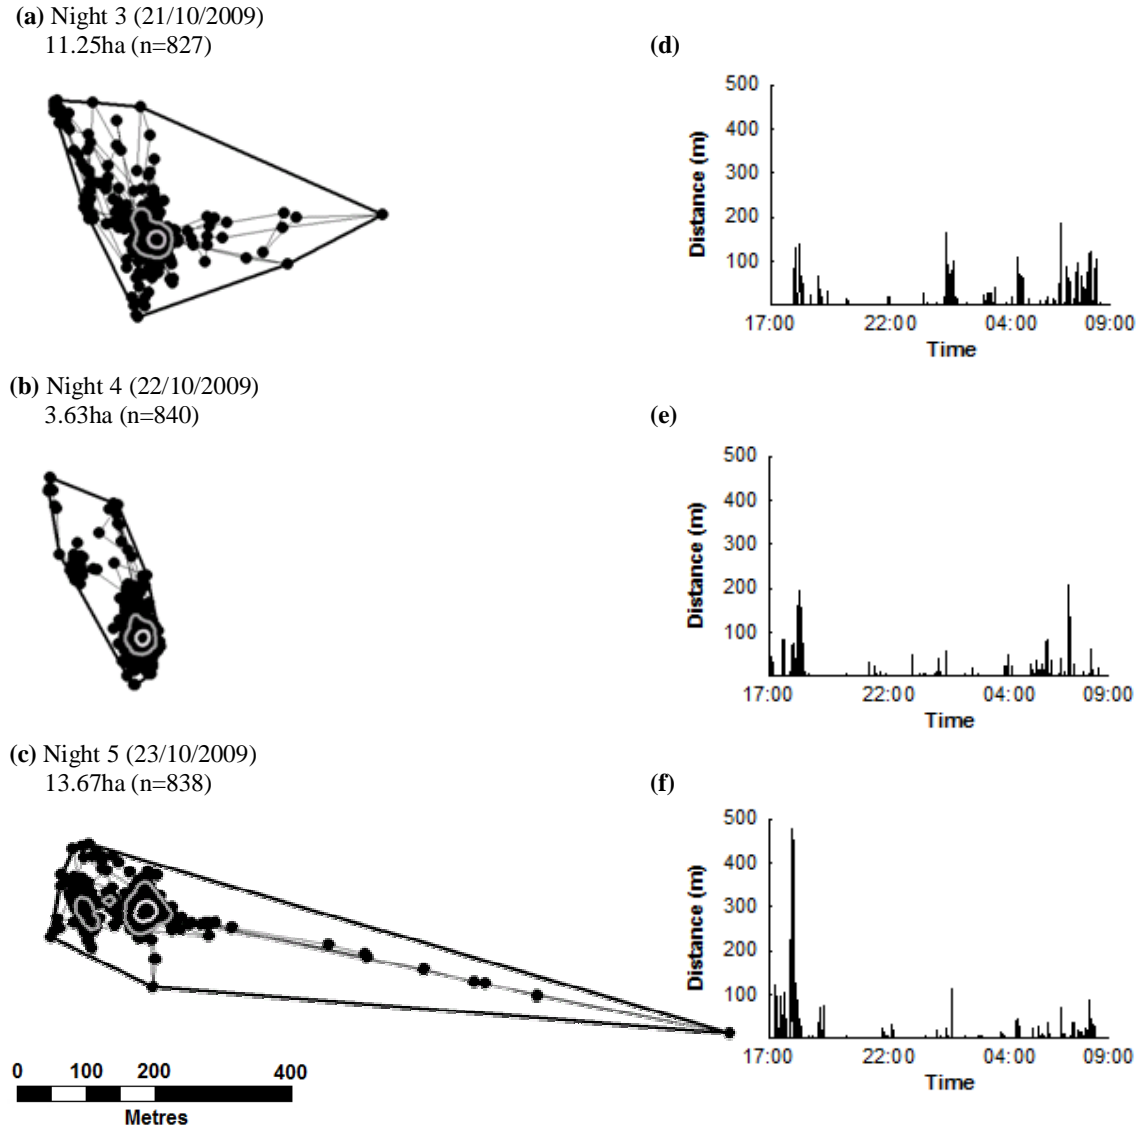 (a) Night 3 (21/10/2009)
11.25ha (n=827)
(d)
500
400
300
200
100
Distance (m)
17:00 22:00 04:00 09:00
Time
(b) Night 4 (22/10/2009)
3.63ha (n=840)
(e)
500
400
300
200
100
Distance (m)
17:00 22:00 04:00 09:00
Time
(c) Night 5 (23/10/2009)
13.67ha (n=838)
(f)
500
400
300
200
100
Distance (m)
17:00 22:00 04:00 09:00
Time
0 100 200 400
Metres